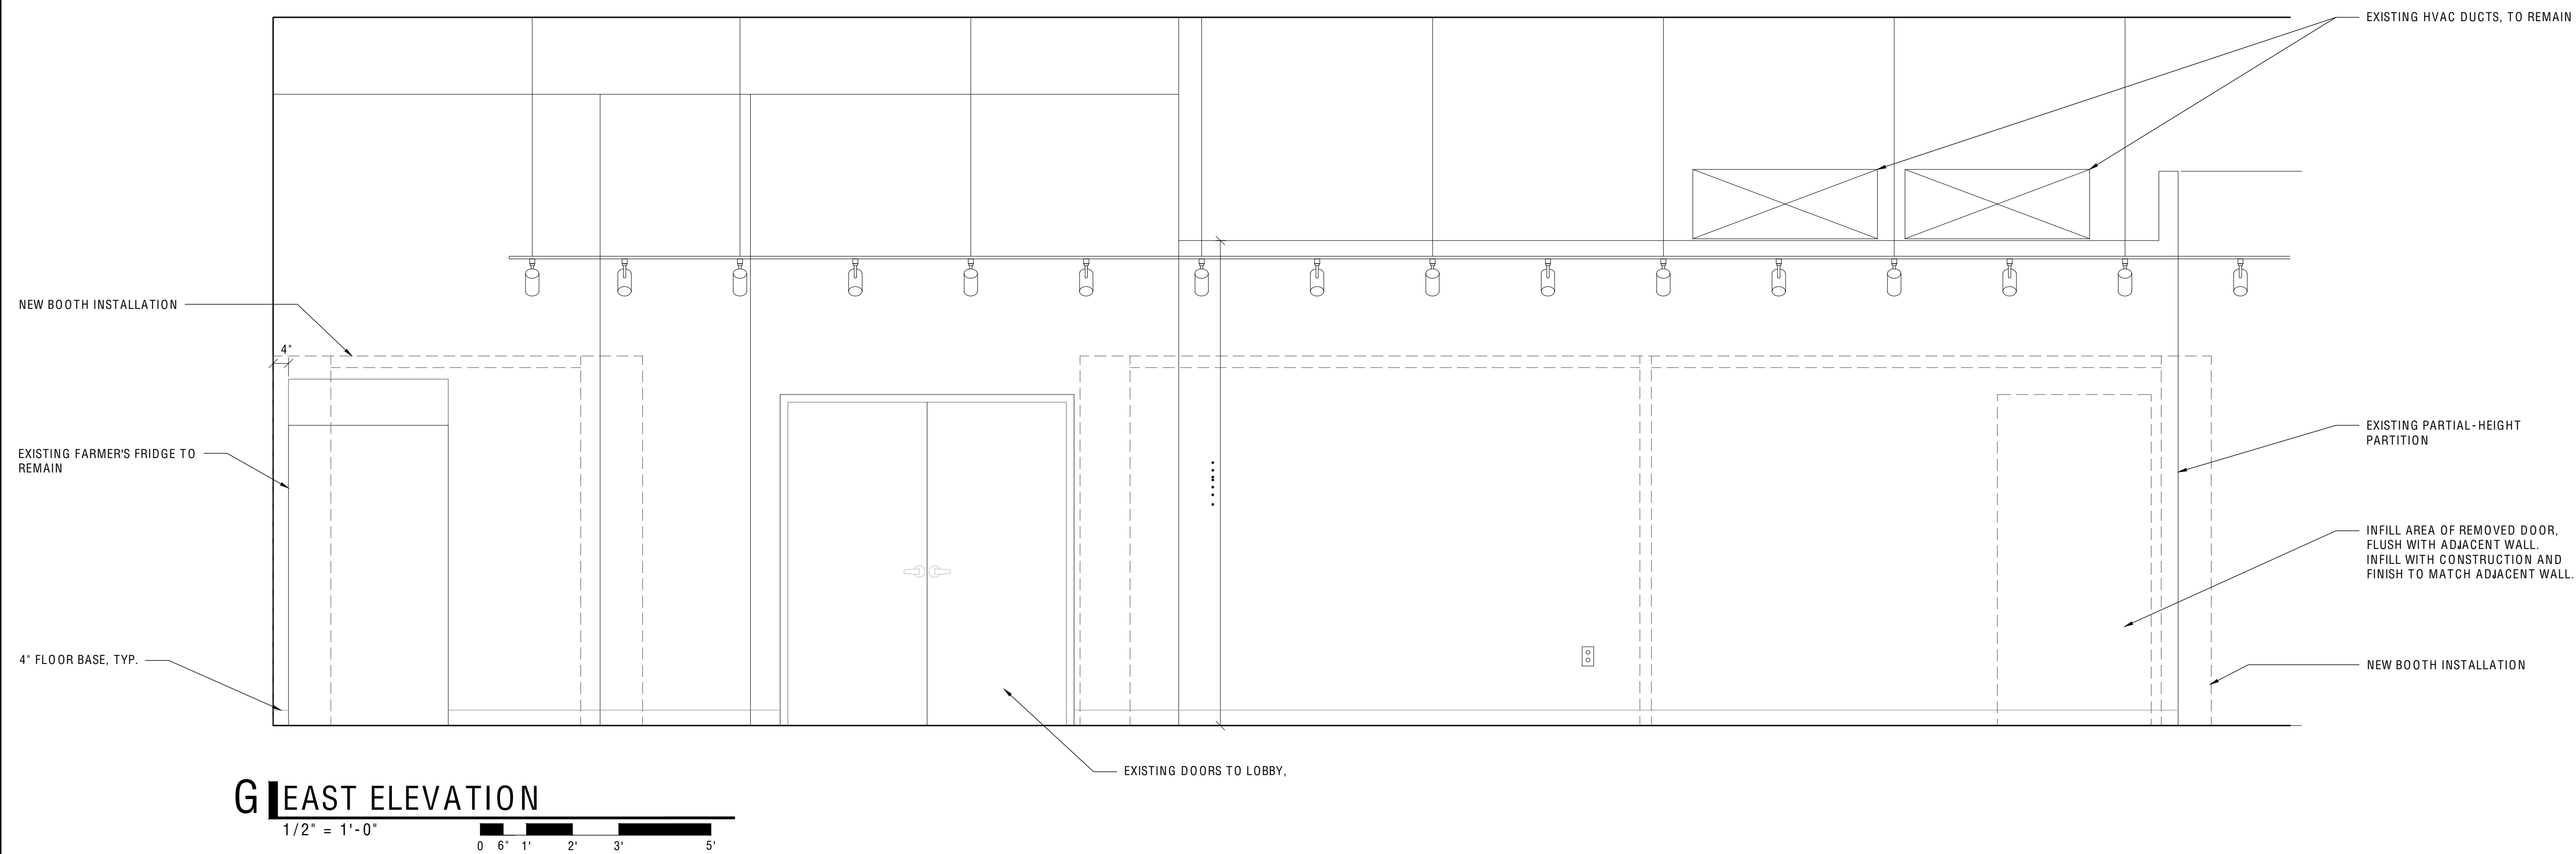 EXISTING HVAC DUCTS, TO REMAIN
NEW BOOTH INSTALLATION
4"
EXISTING FARMER'S FRIDGE TO
REMAIN
4" FLOOR BASE, TYP.
EXISTING PARTIAL-HEIGHT
PARTITION
INFILL AREA OF REMOVED DOOR,
FLUSH WITH ADJACENT WALL.
INFILL WITH CONSTRUCTION AND
FINISH TO MATCH ADJACENT WALL.
NEW BOOTH INSTALLATION
EXISTING DOORS TO LOBBY,
G EAST ELEVATION
1/2" = 1'-0"
0 6" 1' 2' 3' 5'